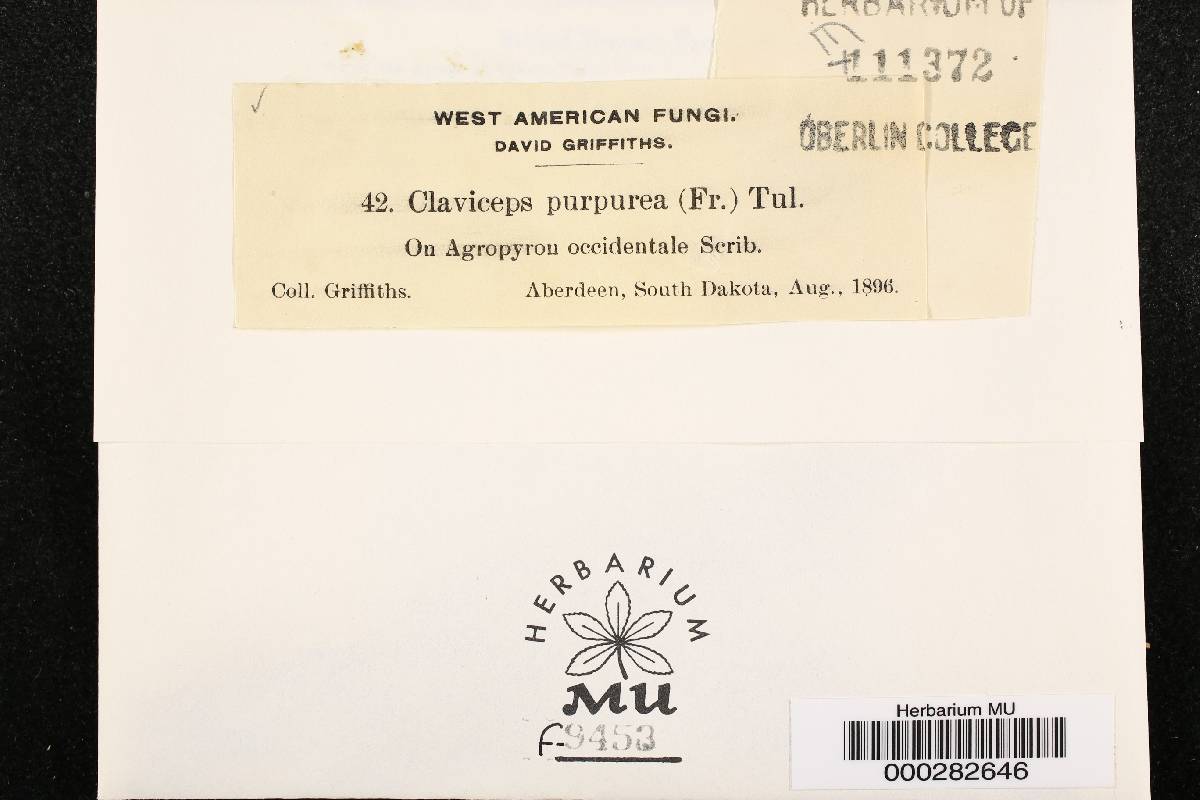 HERBARIUM OF
111372
OBERLIN COLLEGE
WEST AMERICAN FUNGI.
DAVID GRIFFITHS.
42. Claviceps purpurea (Fr.) Tul.
On Agropyron occidentale Scrib.
Coll. Griffiths. Aberdeen, South Dakota, Aug., 1896.
HERBARIUM
MU
F-9453
Herbarium MU
000282646